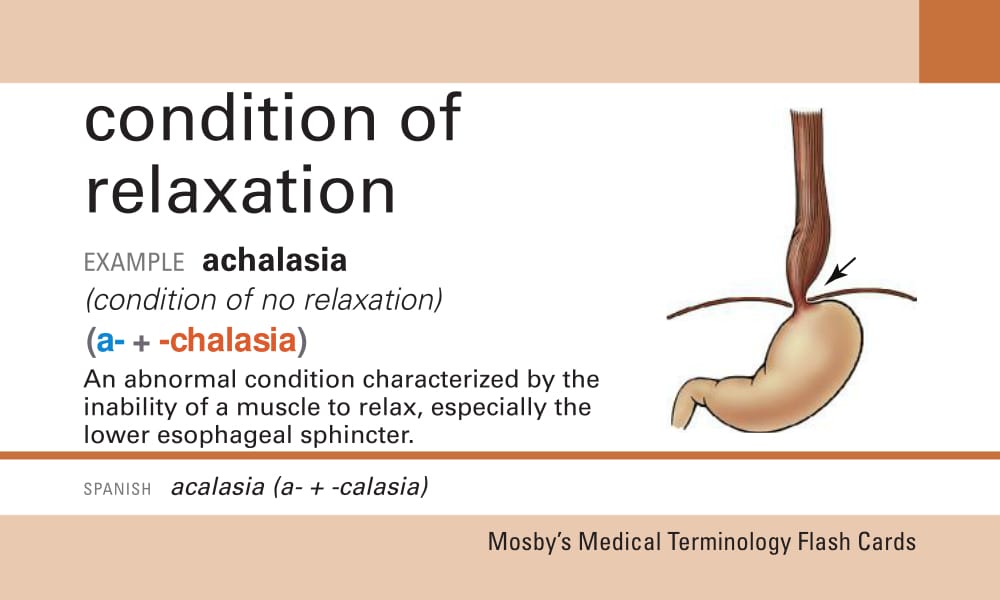 condition of
relaxation
EXAMPLE achalasia
(condition of no relaxation)
(a- + -chalasia)
An abnormal condition characterized by the
inability of a muscle to relax, especially the
lower esophageal sphincter.
SPANISH acalasia (a- + -calasia)
Mosby's Medical Terminology Flash Cards